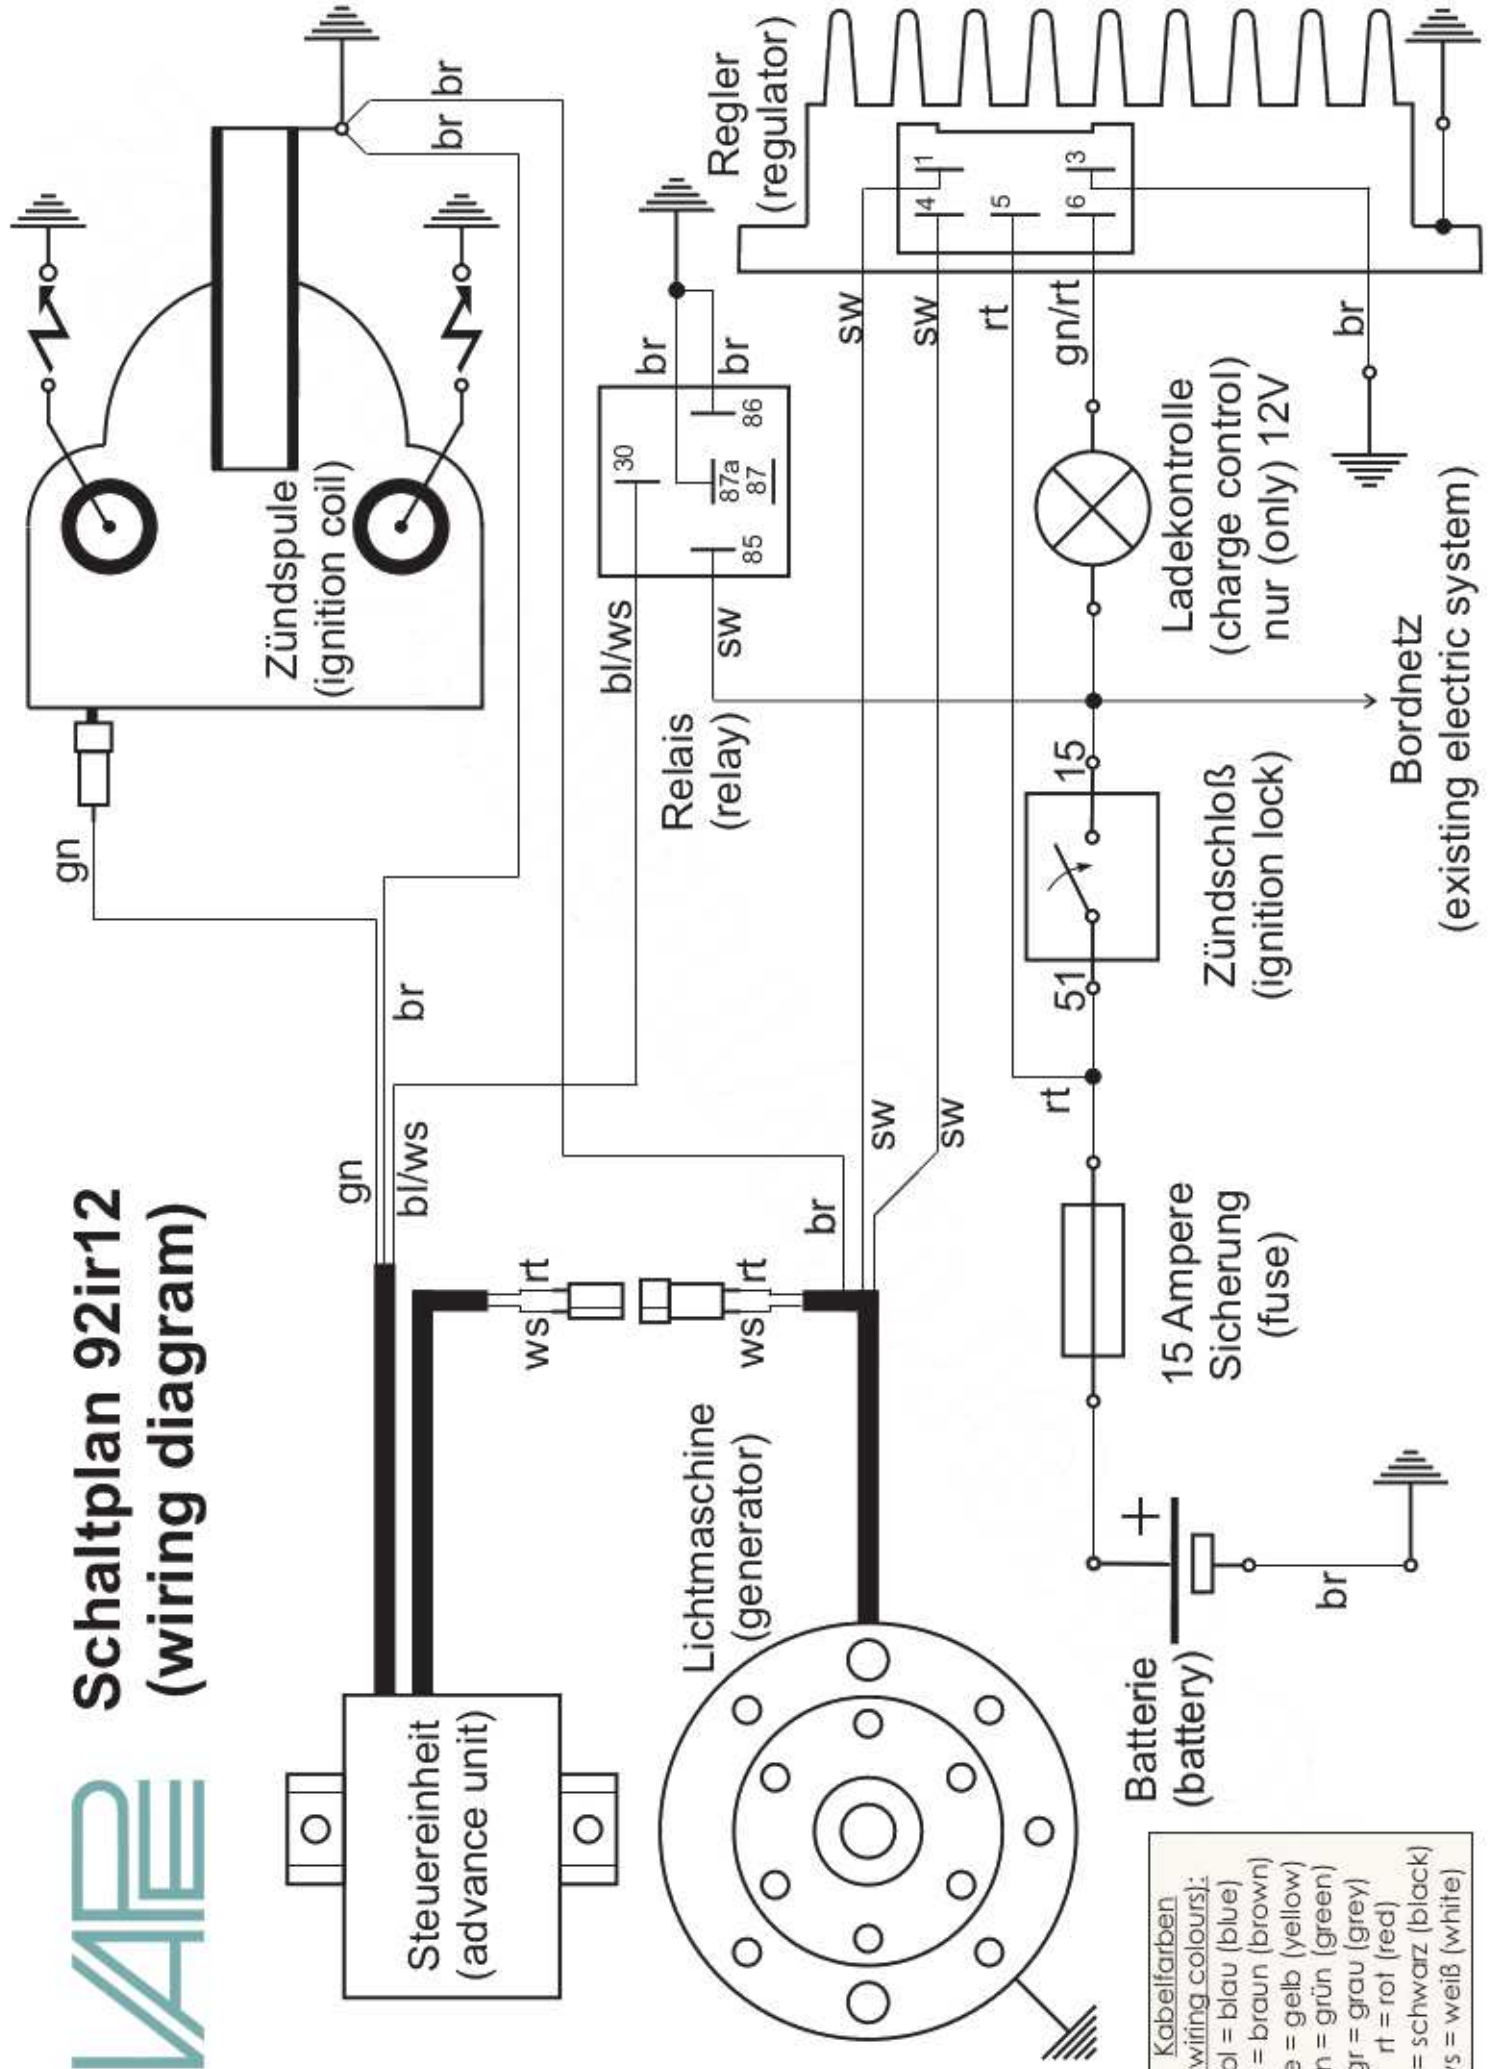 VAPE
Schaltplan 92ir12
(wiring diagram)
gn
Zündspule
(ignition coil)
br
br
gn
br
bl/ws
Steuereinheit
(advance unit)
ws
rt
ws
rt
br
Lichtmaschine
(generator)
bl/ws
sw
Relais
(relay)
30
87a
87
85
86
br
br
Regler
(regulator)
1
4
5
3
6
sw
sw
rt
gn/rt
br
sw
sw
Ladekontrolle
(charge control)
nur (only) 12V
Bordnetz
(existing electric system)
15
51
Zündschloß
(ignition lock)
rt
15 Ampere
Sicherung
(fuse)
+
Batterie
(battery)
br
Kabelfarben
wiring colours):
= blau (blue)
= braun (brown)
= gelb (yellow)
= grün (green)
= grau (grey)
rt = rot (red)
= schwarz (black)
= weiß (white)